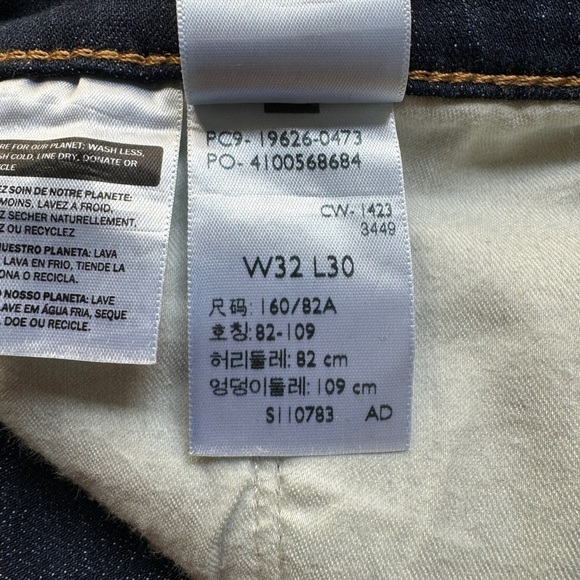 RE FOR OUR PLANET: WASH LESS,
SH COLD, LINE DRY, DONATE OR
CLE
EZ SOIN DE NOTRE PLANETE:
MOINS, LAVEZ A FROID,
Z SECHER NATURELLEMENT,
Z OU RECYCLEZ
NUESTRO PLANETA: LAVA
LAVA EN FRIO, TIENDE LA
ONA O RECICLA.
O NOSSO PLANETA: LAVE
LAVE EM ÁGUA FRIA, SEQUE
, DOE OU RECICLE.
PC9- 19626-0473
PO- 4100568684
CW- 1423
3449
W32 L30
尺码: 160/82A
호칭: 82-109
허리둘레: 82 cm
엉덩이둘레: 109 cm
S110783 AD